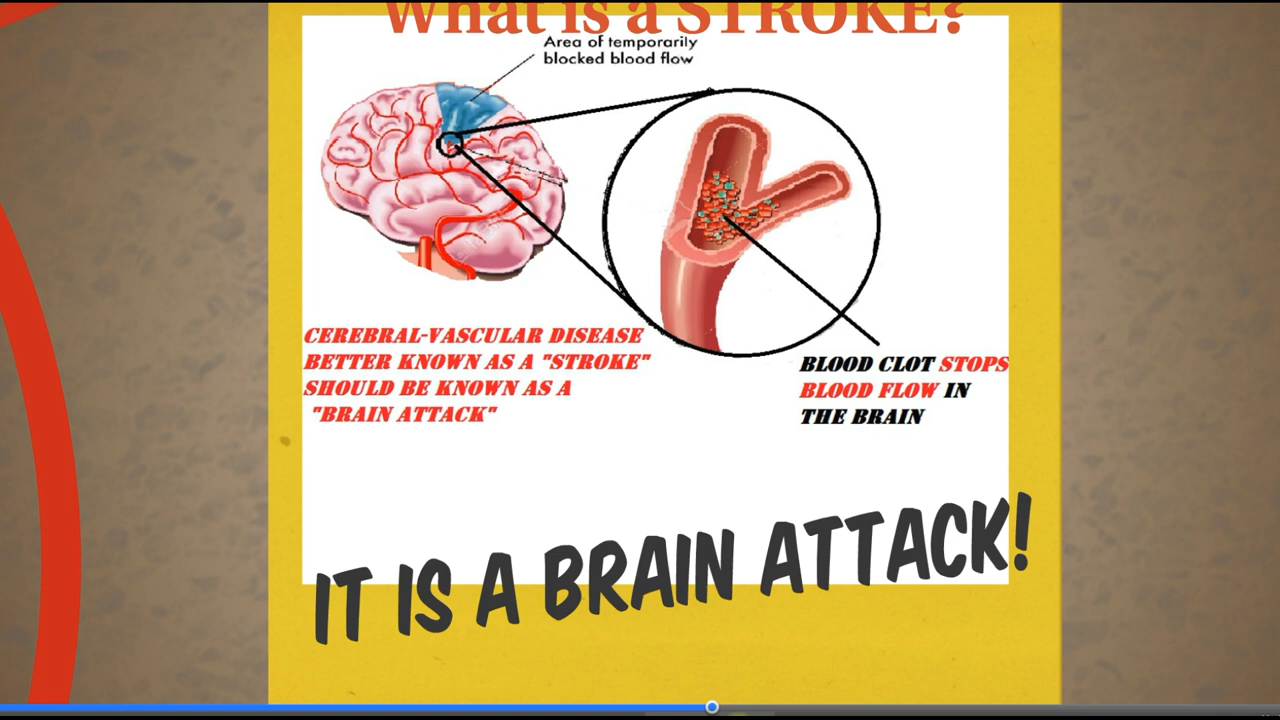 What is a STROKE?
Area of temporarily
blocked blood flow
CEREBRAL-VASCULAR DISEASE
BETTER KNOWN AS A "STROKE"
SHOULD BE KNOWN AS A
"BRAIN ATTACK"
BLOOD CLOT STOPS
BLOOD FLOW IN
THE BRAIN
IT IS A BRAIN ATTACK!